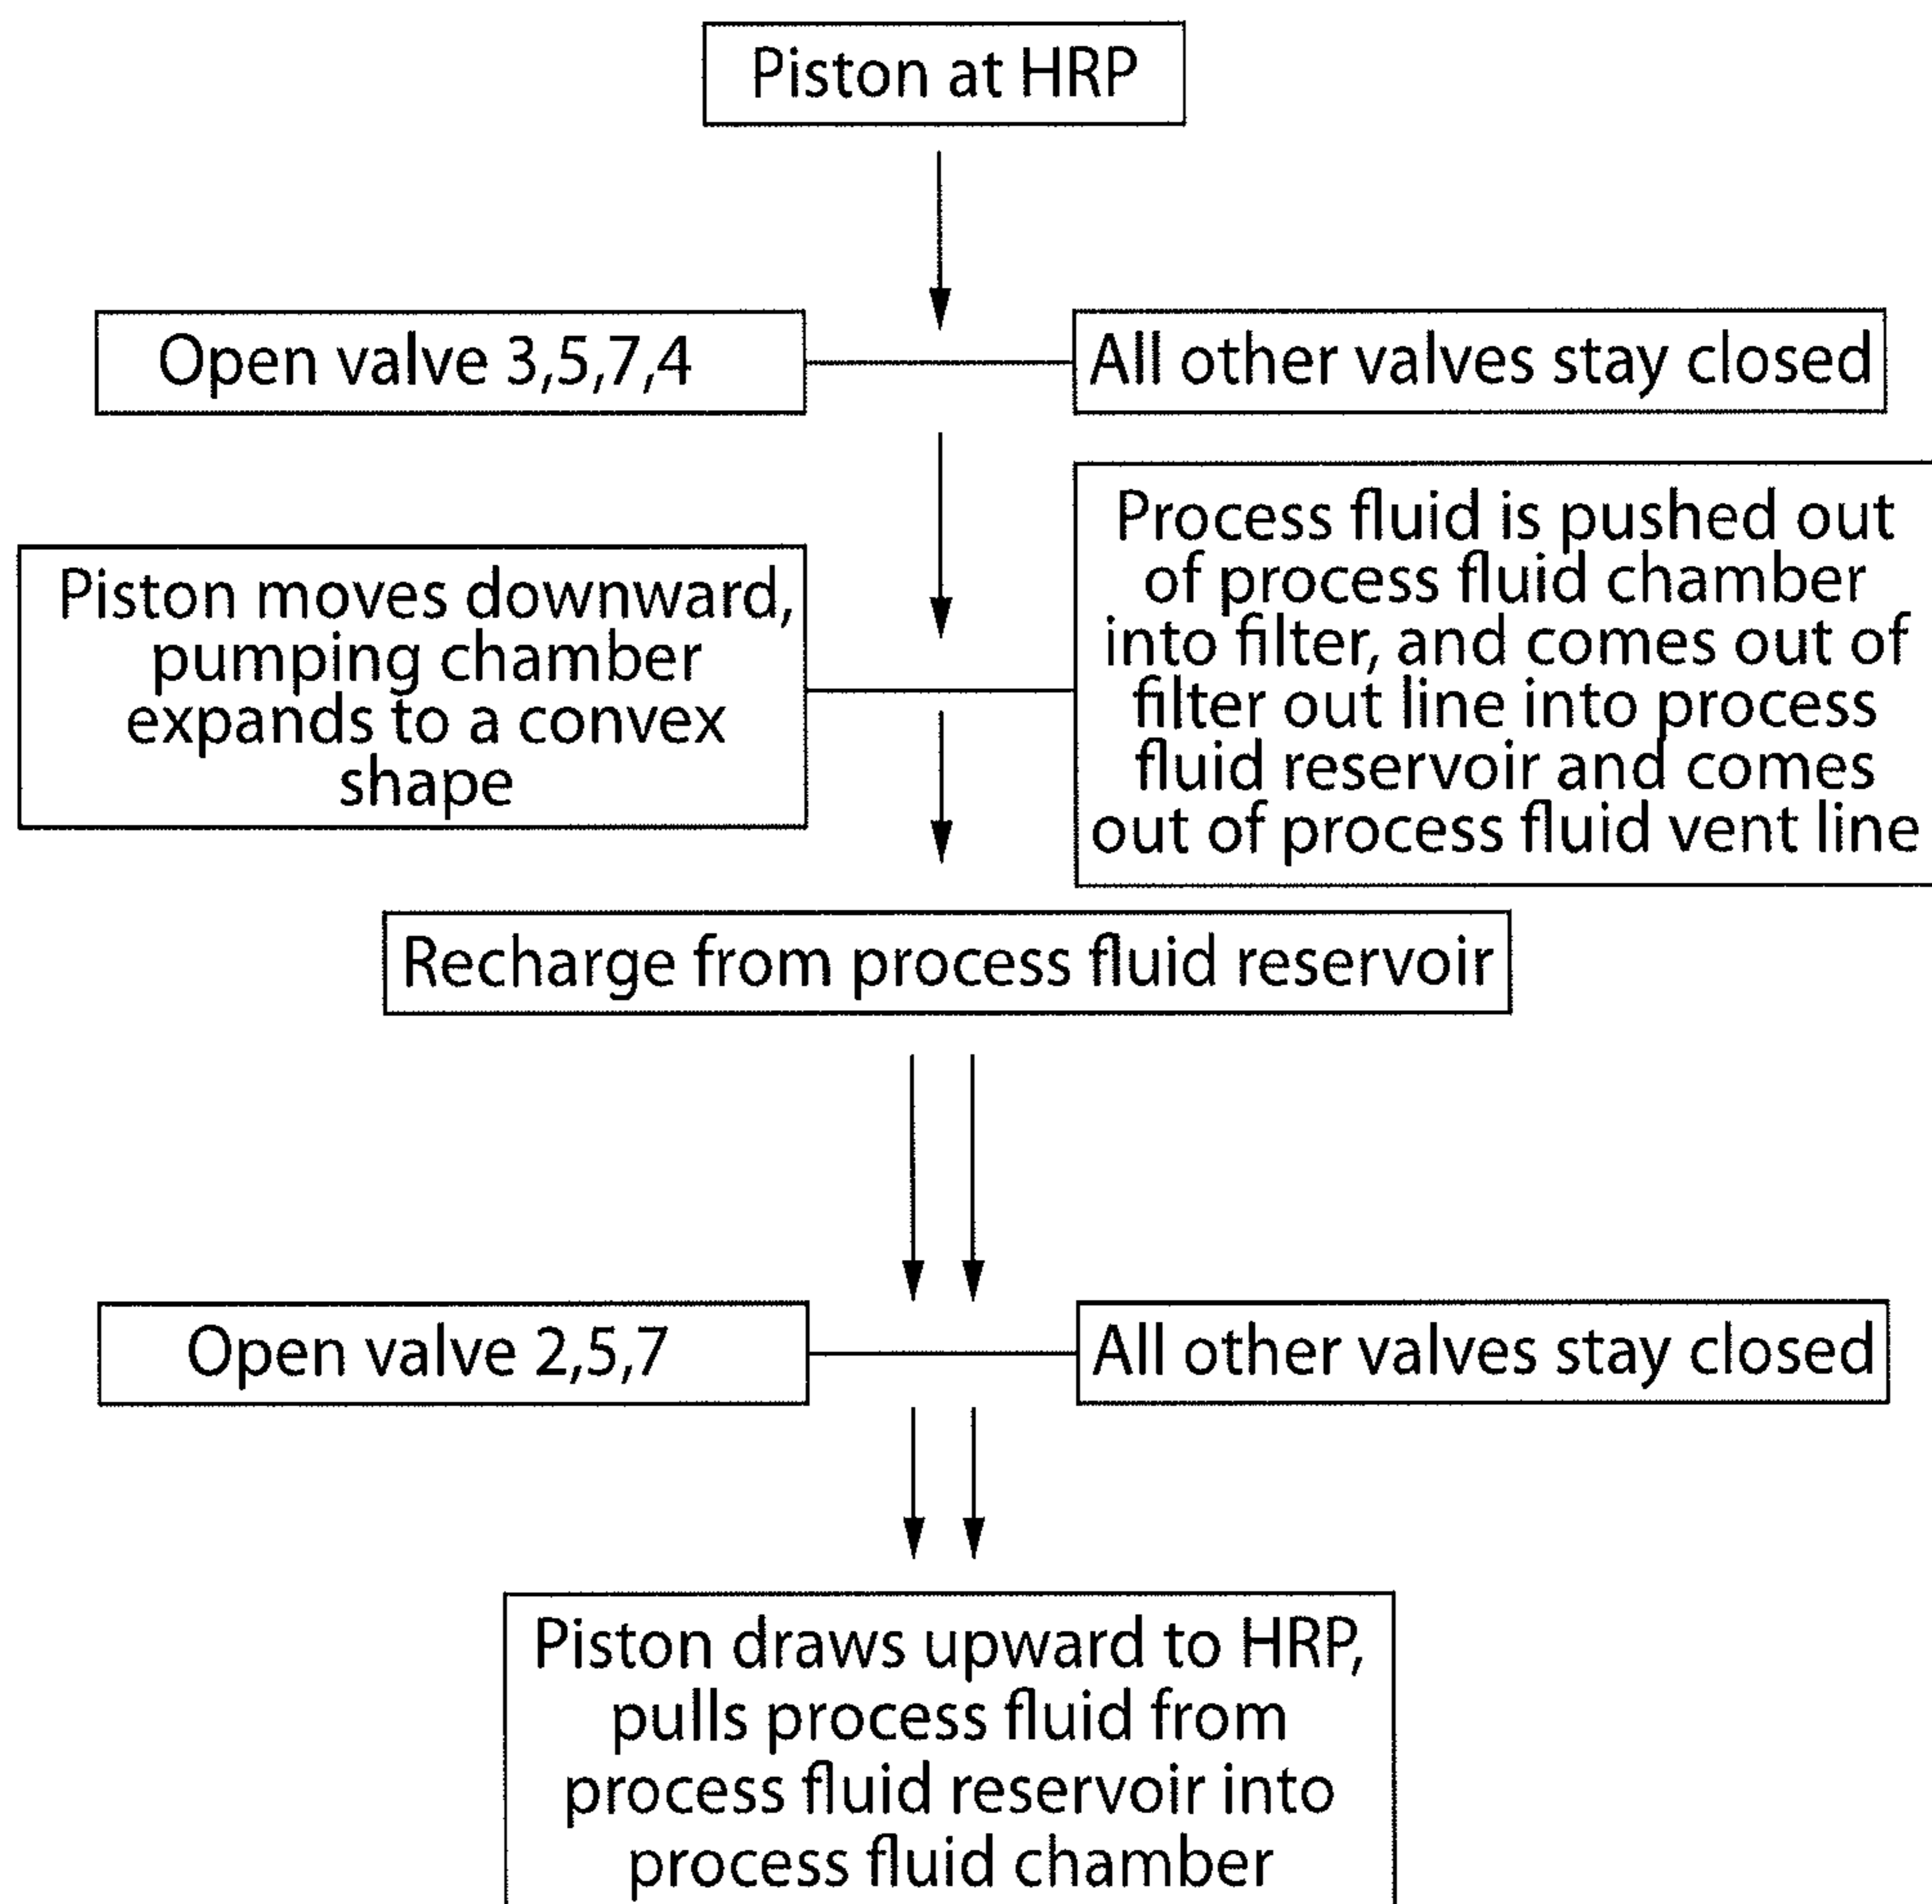 Piston at HRP
Open valve 3,5,7,4
All other valves stay closed
Piston moves downward,
pumping chamber
expands to a convex
shape
Process fluid is pushed out
of process fluid chamber
into filter, and comes out of
filter out line into process
fluid reservoir and comes
out of process fluid vent line
Recharge from process fluid reservoir
Open valve 2,5,7
All other valves stay closed
Piston draws upward to HRP,
pulls process fluid from
process fluid reservoir into
process fluid chamber